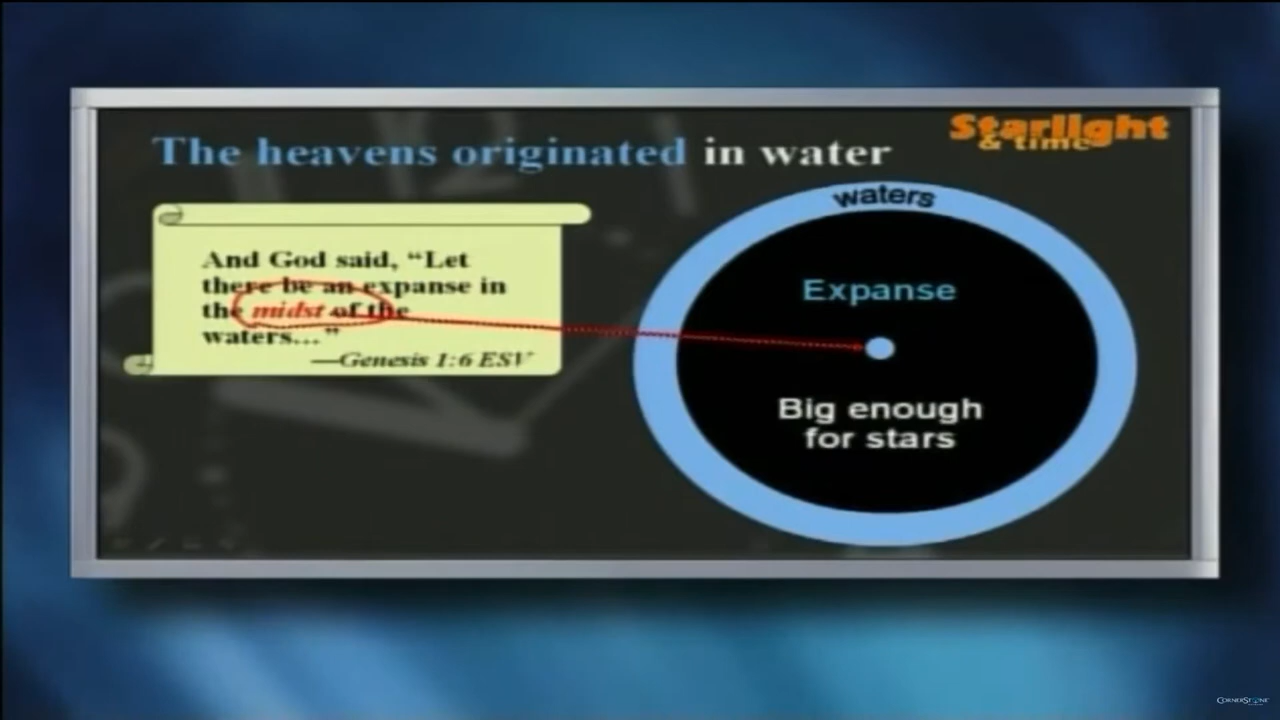 The heavens originated in water
Starlight
& time
And God said, “Let
there be an expanse in
the midst of the
waters...”
—Genesis 1:6 ESV
waters
Expanse
Big enough
for stars
CORNERSTONE